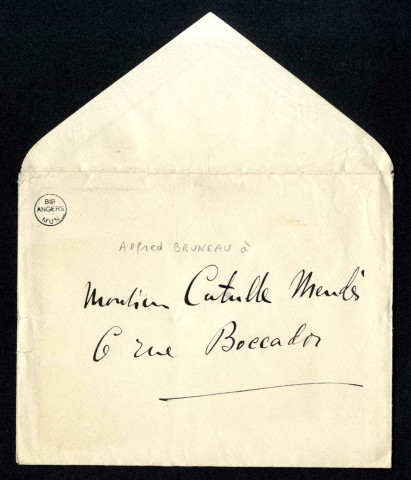 BIB
ANGERS
MUN
Alfred BRUNEAU à
Monsieur Catulle Mendès
6 rue Boccador